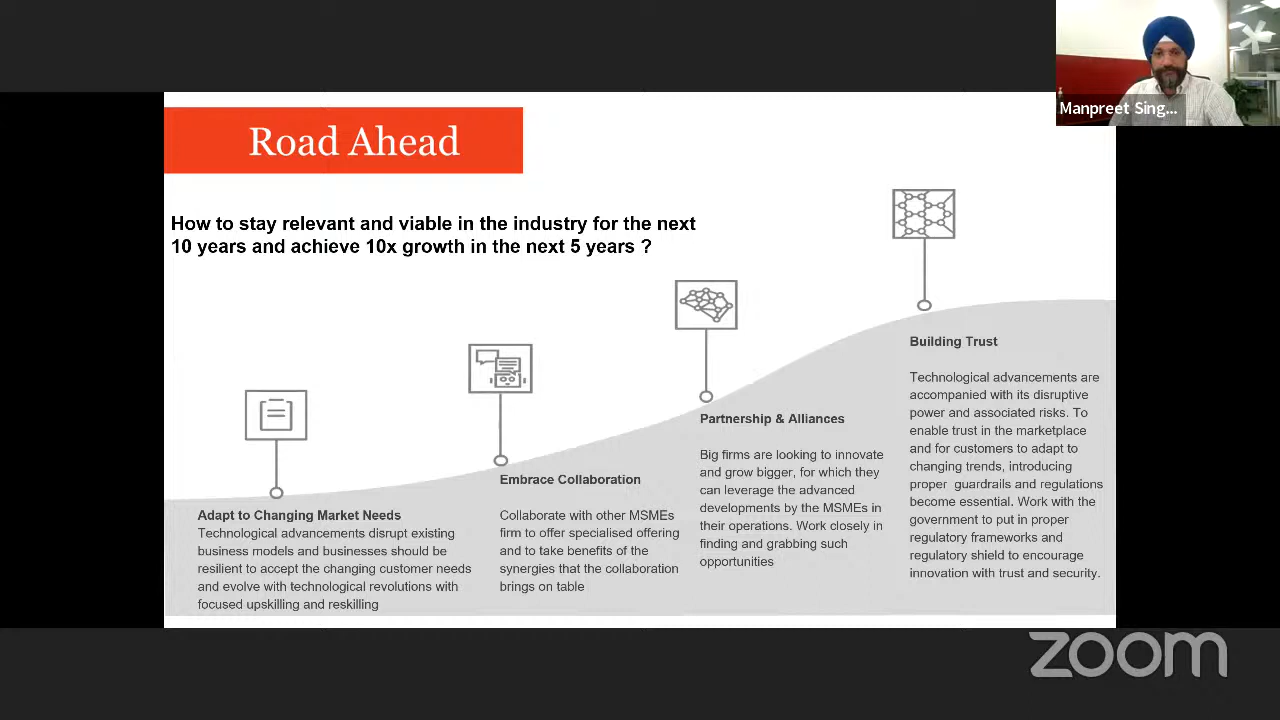 Manpreet Sing...
Road Ahead
How to stay relevant and viable in the industry for the next
10 years and achieve 10x growth in the next 5 years ?
Adapt to Changing Market Needs
Technological advancements disrupt existing
business models and businesses should be
resilient to accept the changing customer needs
and evolve with technological revolutions with
focused upskilling and reskilling
Embrace Collaboration
Collaborate with other MSMEs
firm to offer specialised offering
and to take benefits of the
synergies that the collaboration
brings on table
Partnership & Alliances
Big firms are looking to innovate
and grow bigger, for which they
can leverage the advanced
developments by the MSMEs in
their operations. Work closely in
finding and grabbing such
opportunities
Building Trust
Technological advancements are
accompanied with its disruptive
power and associated risks. To
enable trust in the marketplace
and for customers to adapt to
changing trends, introducing
proper guardrails and regulations
become essential. Work with the
government to put in proper
regulatory frameworks and
regulatory shield to encourage
innovation with trust and security.
zoom